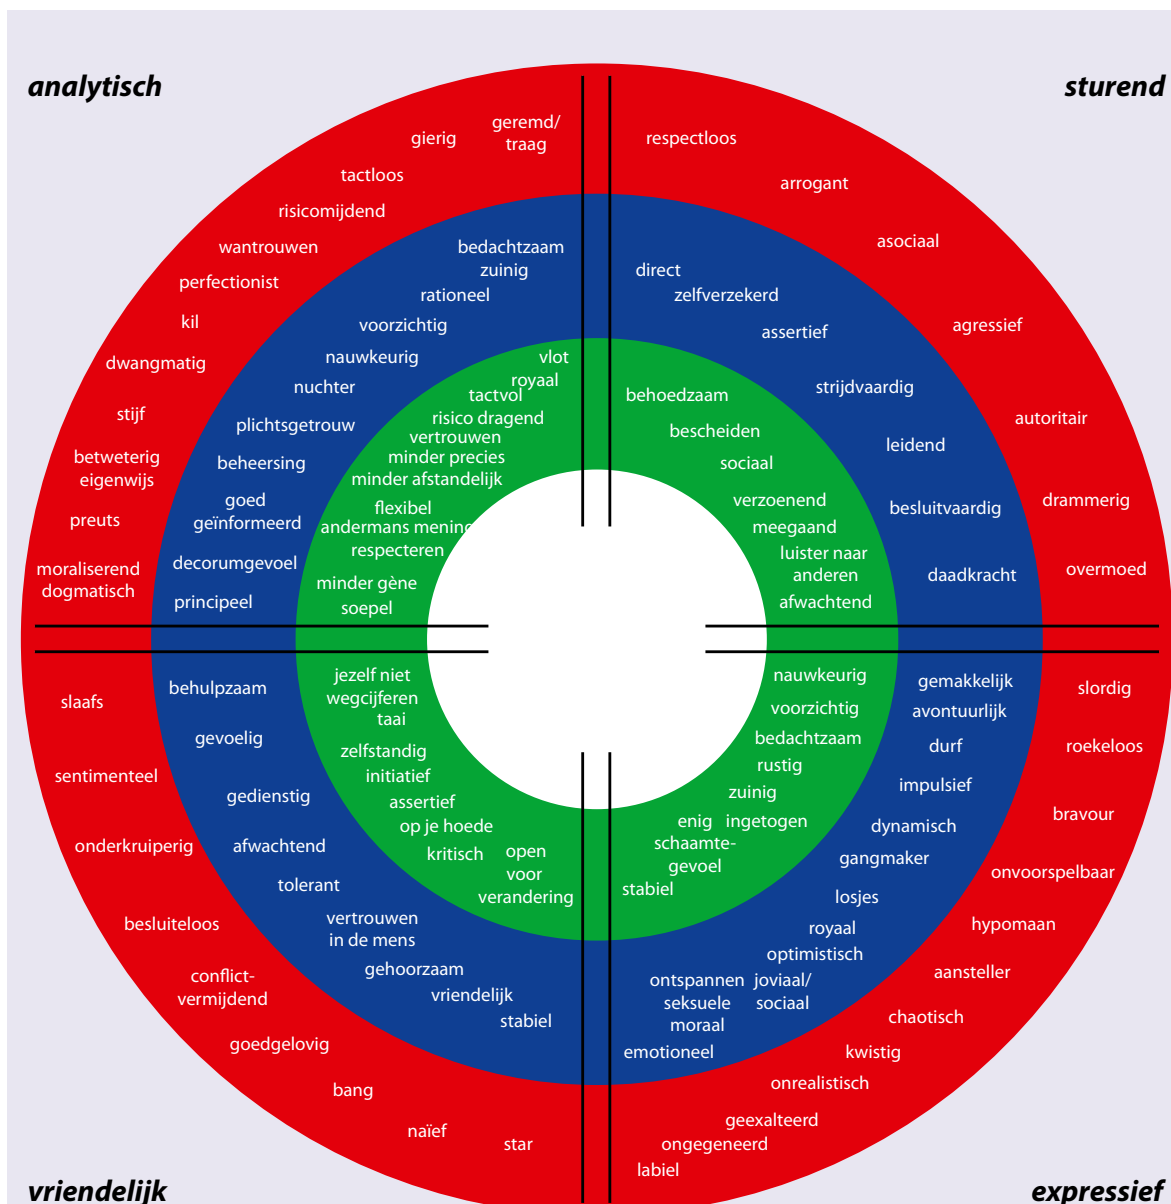 analytisch
sturend
geremd/
traag
gierig
tactloos
risicomijdend
wantrouwen
perfectionist
kil
dwangmatig
stijf
betweterig
eigenwijs
preuts
moraliserend
dogmatisch
bedachtzaam
zuinig
rationeel
voorzichtig
nauwkeurig
nuchter
plichtsgetrouw
beheersing
goed
geïnformeerd
decorumgevoel
principeel
vlot
royaal
tactvol
risico dragend
vertrouwen
minder precies
minder afstandelijk
flexibel
andermans mening
respecteren
minder gène
soepel
respectloos
arrogant
asociaal
agressief
autoritair
drammerig
overmoed
direct
zelfverzekerd
assertief
strijdvaardig
leidend
besluitvaardig
daadkracht
behoedzaam
bescheiden
sociaal
verzoenend
meegaand
luister naar
anderen
afwachtend
slaafs
sentimenteel
onderkruiperig
besluiteloos
conflict-
vermijdend
goedgelovig
bang
naïef
star
behulpzaam
gevoelig
gedienstig
afwachtend
tolerant
vertrouwen
in de mens
gehoorzaam
vriendelijk
stabiel
jezelf niet
wegcijferen
taai
zelfstandig
initiatief
assertief
op je hoede
kritisch
open
voor
verandering
nauwkeurig
voorzichtig
bedachtzaam
rustig
zuinig
ingetogen
enig
schaamte-
gevoel
stabiel
gemakkelijk
avontuurlijk
durf
impulsief
dynamisch
gangmaker
losjes
royaal
optimistisch
joviaal/
sociaal
ontspannen
seksuele
moraal
emotioneel
slordig
roekeloos
bravour
onvoorspelbaar
hypomaan
aansteller
chaotisch
kwistig
onrealistisch
geexalteerd
ongegeneerd
labiel
vriendelijk
expressief